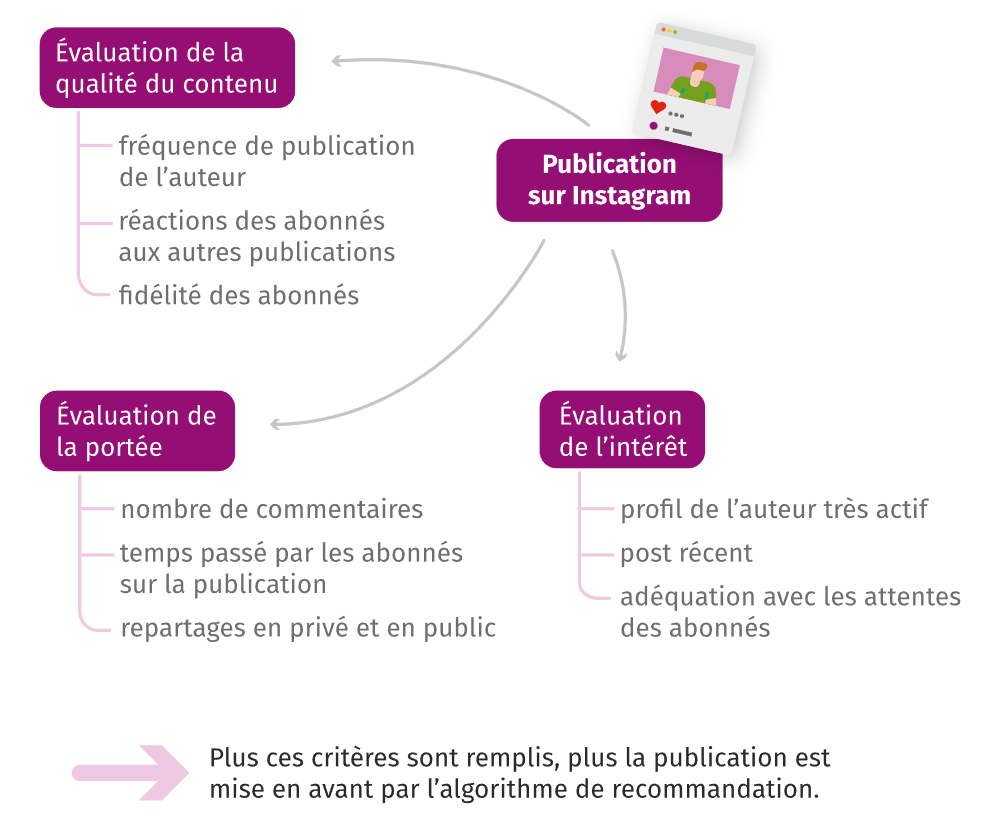 Publication
sur Instagram
Évaluation de la
qualité du contenu
fréquence de publication
de l’auteur
réactions des abonnés
aux autres publications
fidélité des abonnés
Évaluation de
la portée
nombre de commentaires
temps passé par les abonnés
sur la publication
repartages en privé et en public
Évaluation
de l’intérêt
profil de l’auteur très actif
post récent
adéquation avec les attentes
des abonnés
Plus ces critères sont remplis, plus la publication est
mise en avant par l’algorithme de recommandation.